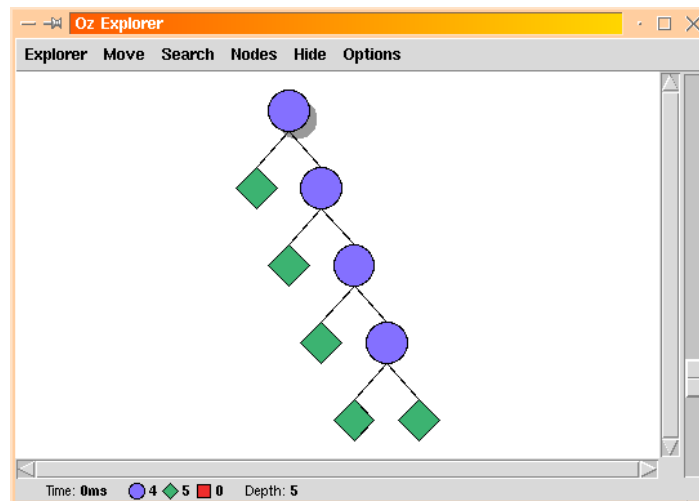 Oz Explorer
Explorer Move Search Nodes Hide Options
Time: 0ms 4 5 0 Depth: 5